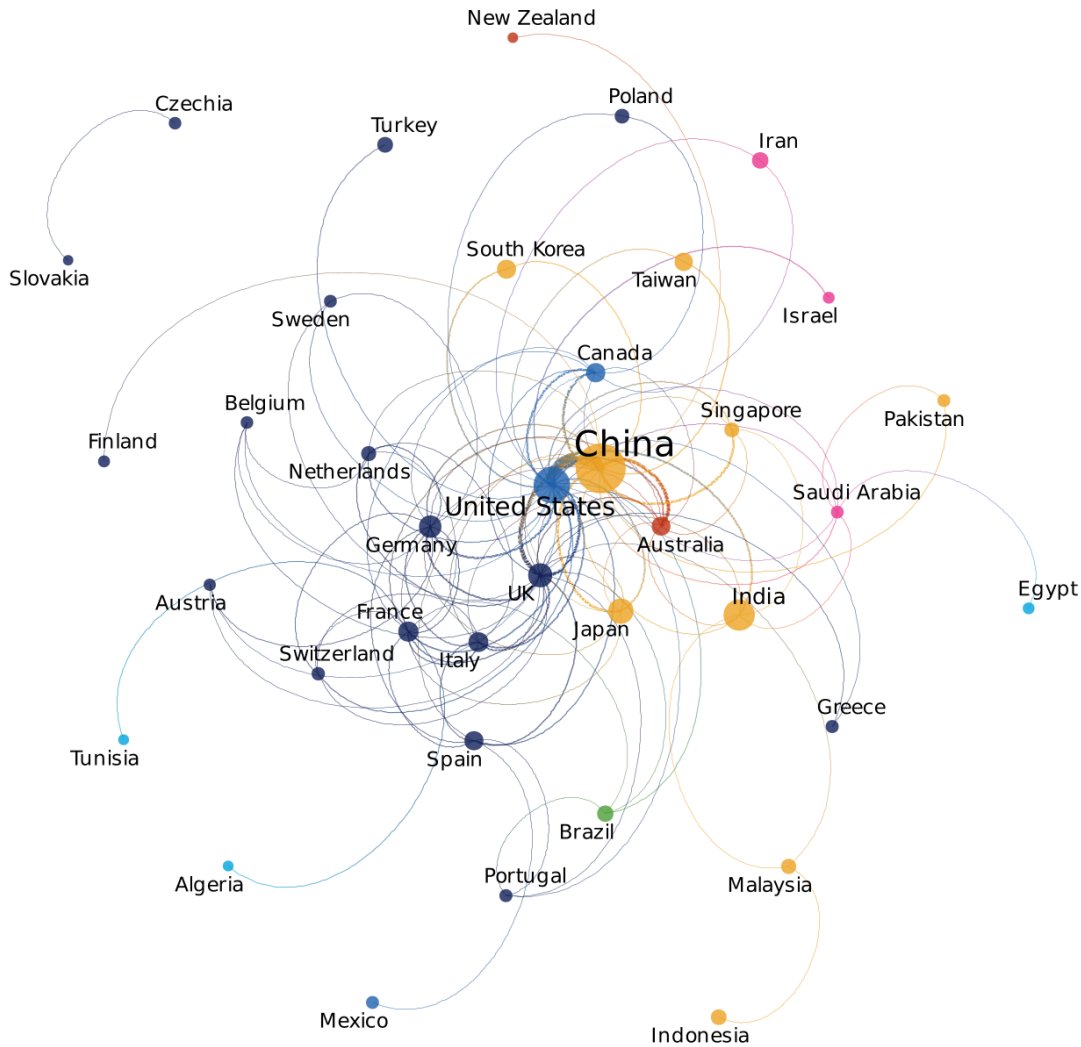 New Zealand
Czechia
Poland
Turkey
Iran
South Korea
Taiwan
Slovakia
Israel
Sweden
Canada
Belgium
Singapore
Pakistan
Finland
China
Netherlands
Saudi Arabia
United States
Germany
Australia
Egypt
UK
India
Austria
France
Japan
Switzerland
Italy
Greece
Tunisia
Spain
Brazil
Portugal
Algeria
Malaysia
Mexico
Indonesia